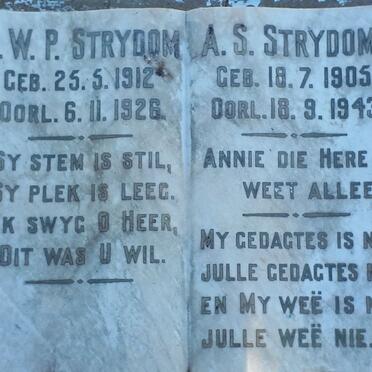 W. P STRYDOM
GEB. 25.5.1912
OORL. 6.11.1926.
SY STEM IS STIL,
SY PLEK IS LEEG.
EK SWYG O HEER,
DIT WAS U WIL.
A. S. STRYDOM
GEB. 18.7.1905
OORL. 18.9.1943
ANNIE DIE HERE
WEET ALLEE
MY GEDAGTES IS N
JULLE GEDAGTES
EN MY WEË IS
JULLE WEË NIE.